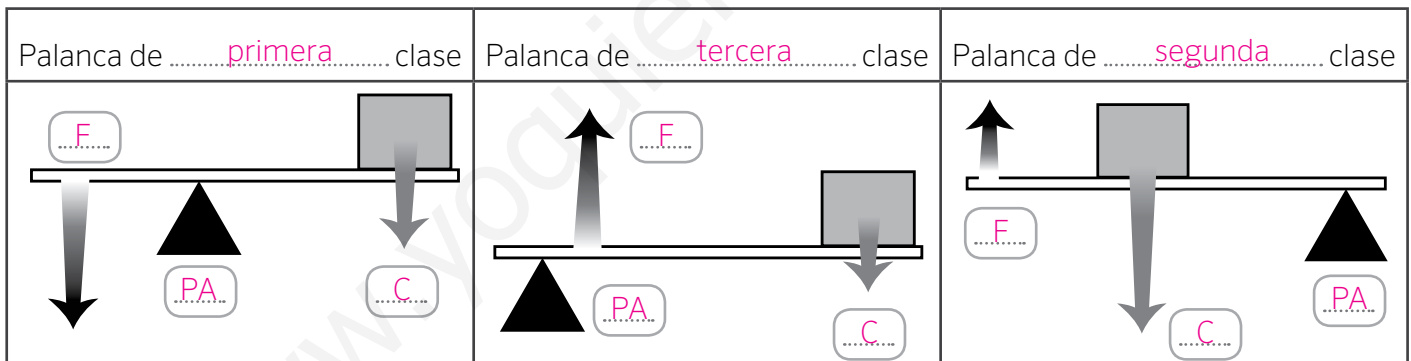 Palanca de primera clase
Palanca de tercera clase
Palanca de segunda clase
F
PA
C
F
PA
C
F
C
PA